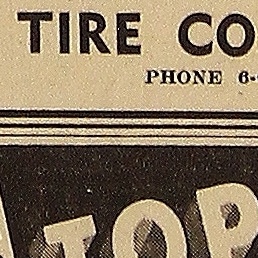 TIRE CO
PHONE 6-
TOP